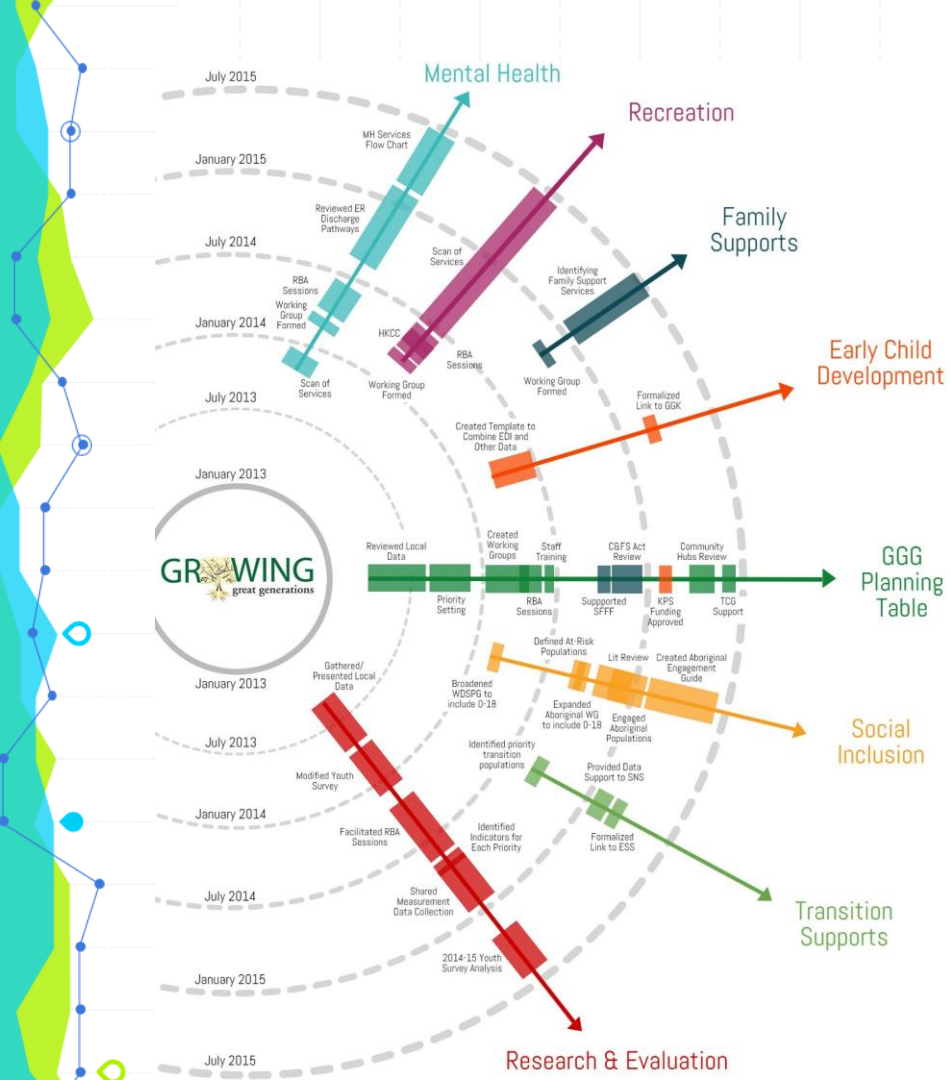 July 2015
January 2015
July 2014
January 2014
July 2013
January 2013
GROWING
great generations
January 2013
July 2013
January 2014
July 2014
January 2015
July 2015
Mental Health
MH Services
Flow Chart
Reviewed ER
Discharge
Pathways
RBA
Sessions
Working
Group
Formed
Scan of
Services
Recreation
Scan of
Services
HKCC
RBA
Sessions
Working Group
Formed
Family
Supports
Identifying
Family Support
Services
Working Group
Formed
Early Child
Development
Formalized
Link to GGK
Created Template to
Combine EDI and
Other Data
GGG
Planning
Table
Reviewed Local
Data
Priority
Setting
Created
Working
Groups
RBA
Sessions
Staff
Training
Suppported
SFFF
C&FS Act
Review
KPS
Funding
Approved
Community
Hubs Review
TCG
Support
Social
Inclusion
Broadened
WDSPG to
include 0-18
Defined At-Risk
Populations
Expanded
Aboriginal WG
to include 0-18
Lit Review
Engaged
Aboriginal
Populations
Created Aboriginal
Engagement
Guide
Transition
Supports
Identified priority
transition
populations
Provided Data
Support to SNS
Formalized
Link to ESS
Research & Evaluation
Gathered/
Presented Local
Data
Modified Youth
Survey
Facilitated RBA
Sessions
Identified
Indicators for
Each Priority
Shared
Measurement
Data Collection
2014-15 Youth
Survey Analysis